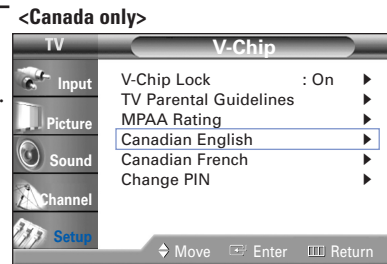 <Canada only>
TV
V-Chip
Input
Picture
Sound
Channel
Setup
V-Chip Lock : On
TV Parental Guidelines
MPAA Rating
Canadian English
Canadian French
Change PIN
Move Enter Return